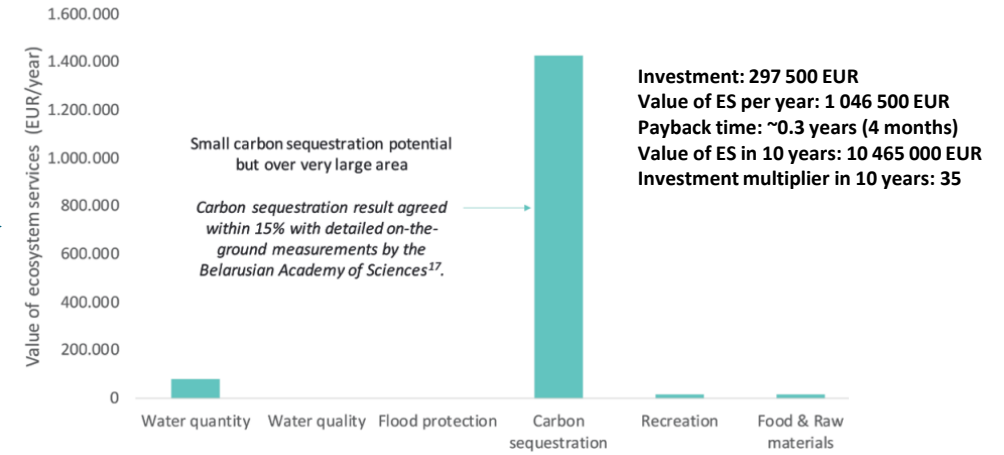 1.600.000
1.400.000
1.200.000
1.000.000
800.000
600.000
400.000
200.000
0
Value of ecosystem services (EUR/year)
Small carbon sequestration potential
but over very large area
Carbon sequestration result agreed
within 15% with detailed on-the-
ground measurements by the
Belarusian Academy of Sciences¹⁷.
Investment: 297 500 EUR
Value of ES per year: 1 046 500 EUR
Payback time: ~0.3 years (4 months)
Value of ES in 10 years: 10 465 000 EUR
Investment multiplier in 10 years: 35
Water quantity
Water quality
Flood protection
Carbon
sequestration
Recreation
Food & Raw
materials